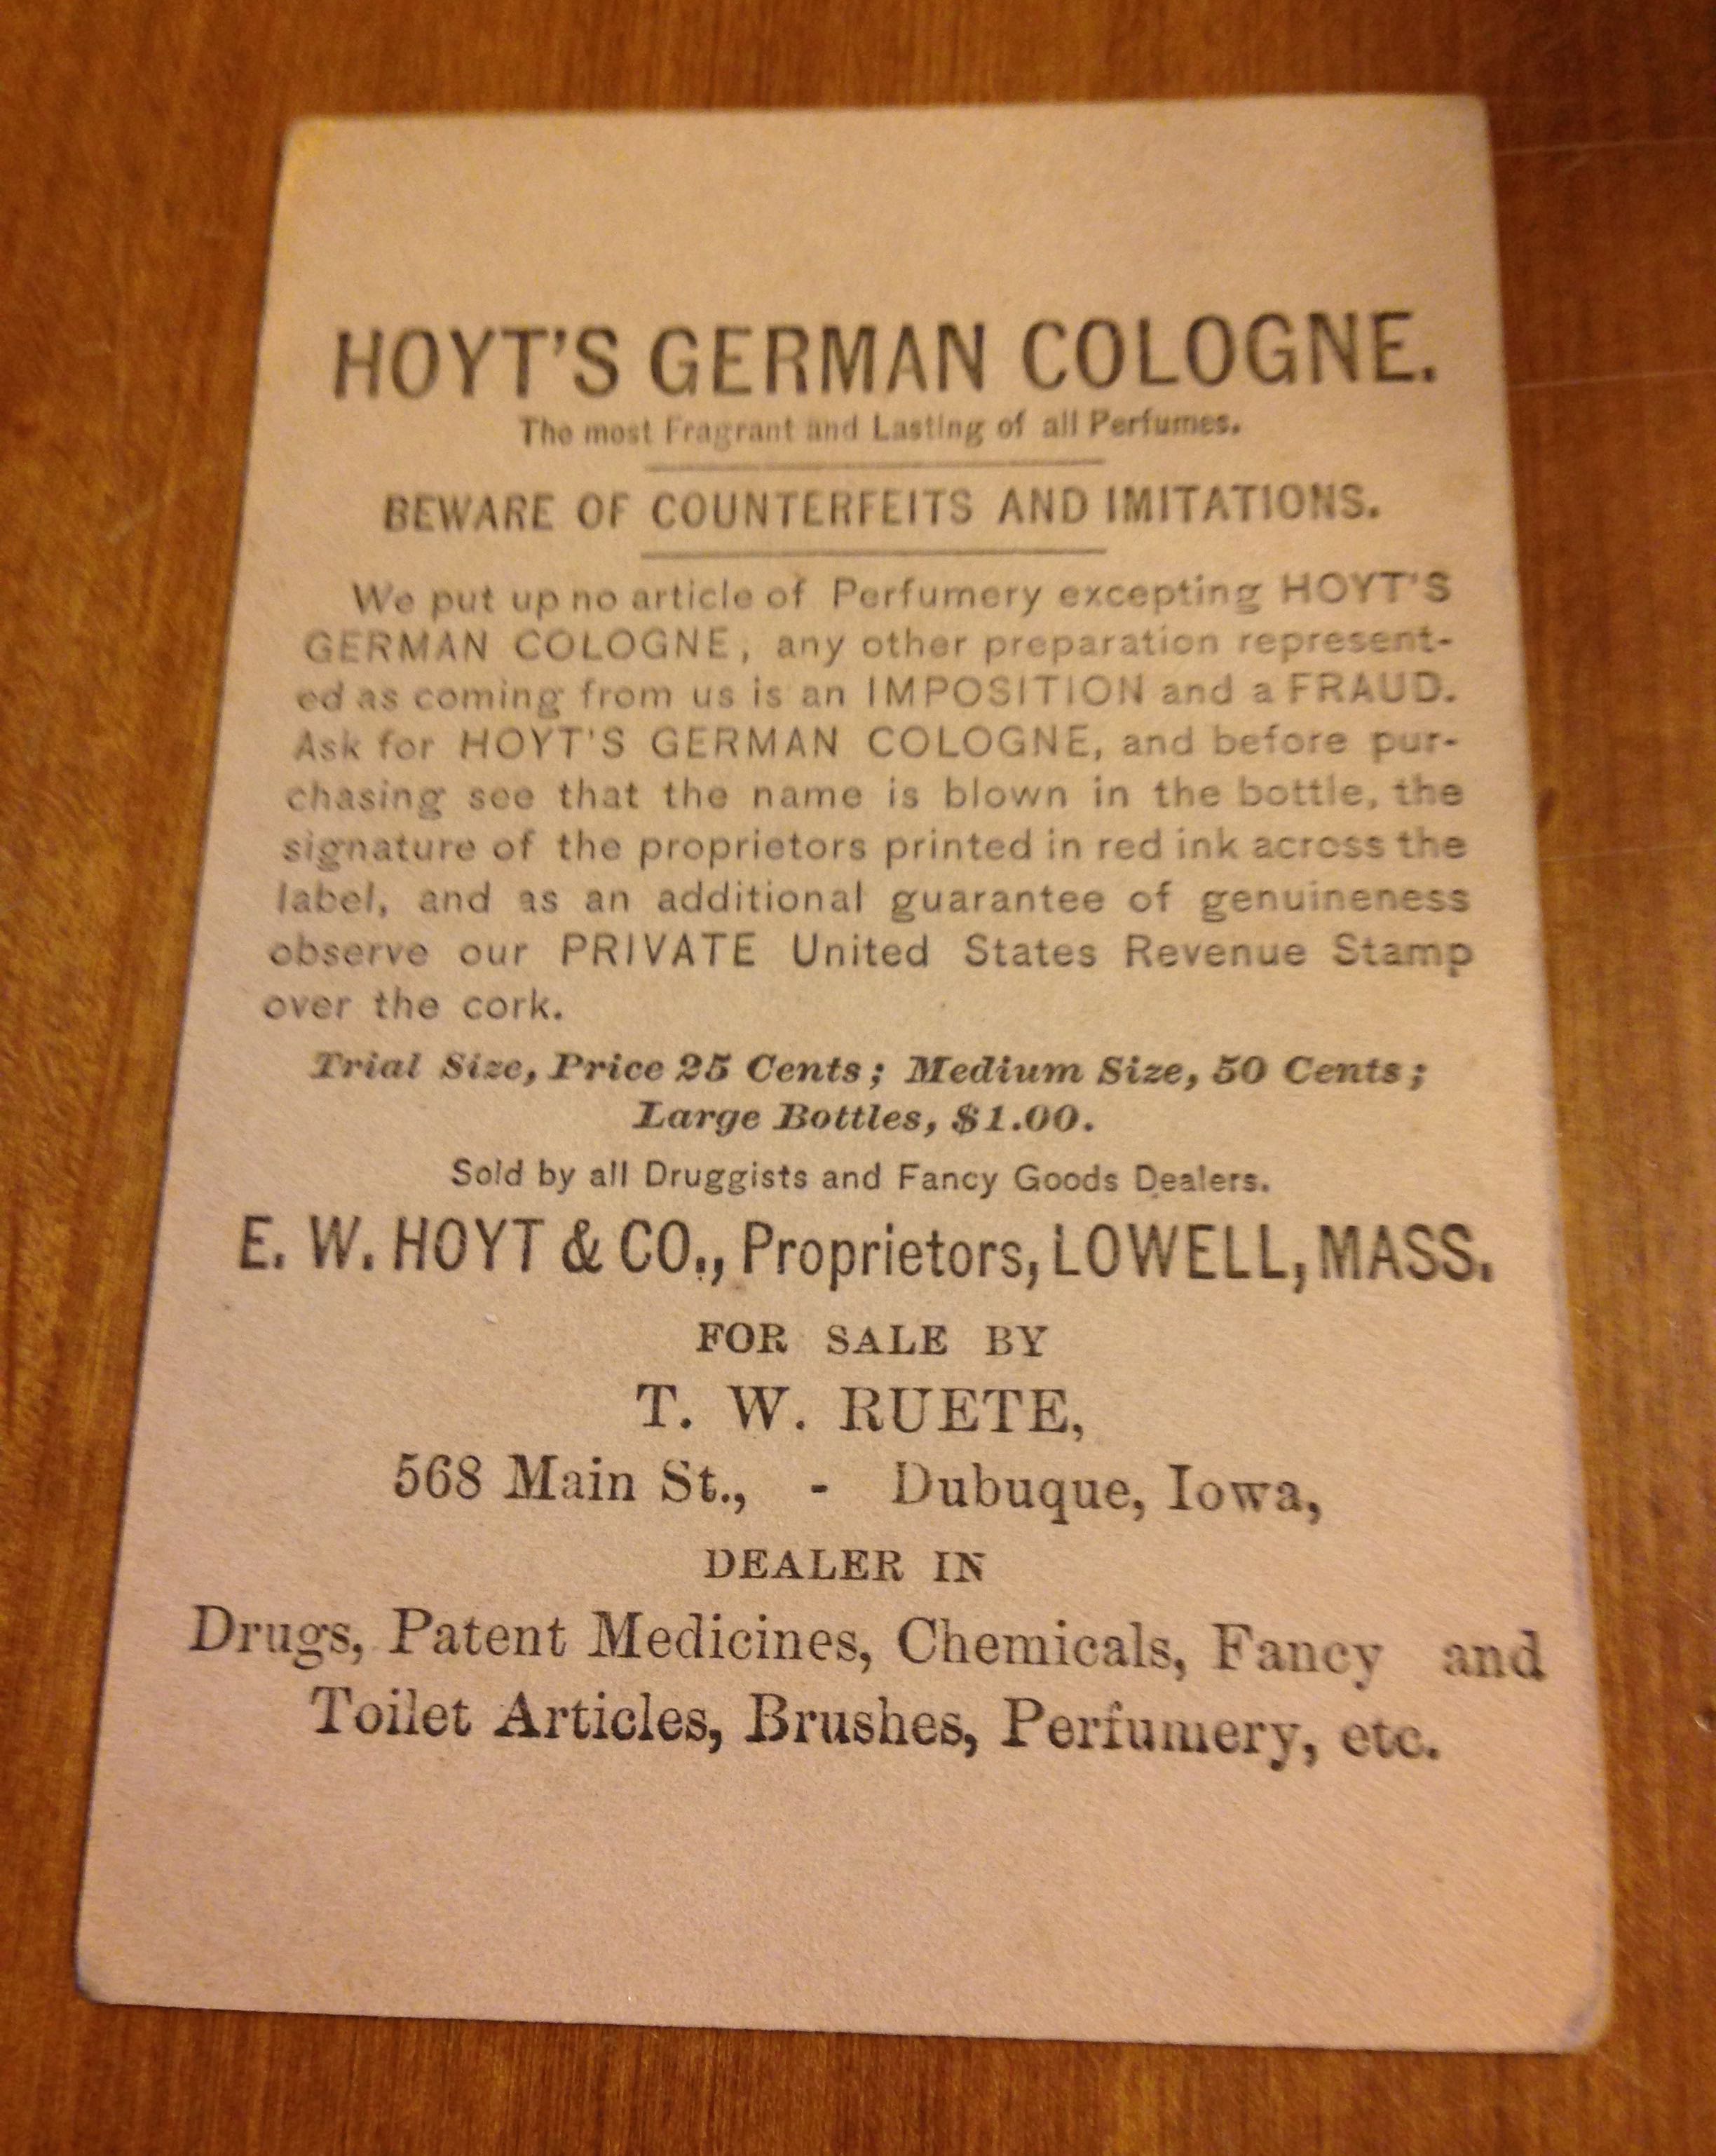 HOYT'S GERMAN COLOGNE.
The most Fragrant and Lasting of all Perfumes.
BEWARE OF COUNTERFEITS AND IMITATIONS.
We put up no article of Perfumery excepting HOYT'S
GERMAN COLOGNE, any other preparation represent-
ed as coming from us is an IMPOSITION and a FRAUD.
Ask for HOYT'S GERMAN COLOGNE, and before pur-
chasing see that the name is blown in the bottle, the
signature of the proprietors printed in red ink across the
label, and as an additional guarantee of genuineness
observe our PRIVATE United States Revenue Stamp
over the cork.
Trial Size, Price 25 Cents; Medium Size, 50 Cents;
Large Bottles, $1.00.
Sold by all Druggists and Fancy Goods Dealers.
E. W. HOYT & CO., Proprietors, LOWELL, MASS.
FOR SALE BY
T. W. RUETE,
568 Main St., - Dubuque, Iowa,
DEALER IN
Drugs, Patent Medicines, Chemicals, Fancy and
Toilet Articles, Brushes, Perfumery, etc.